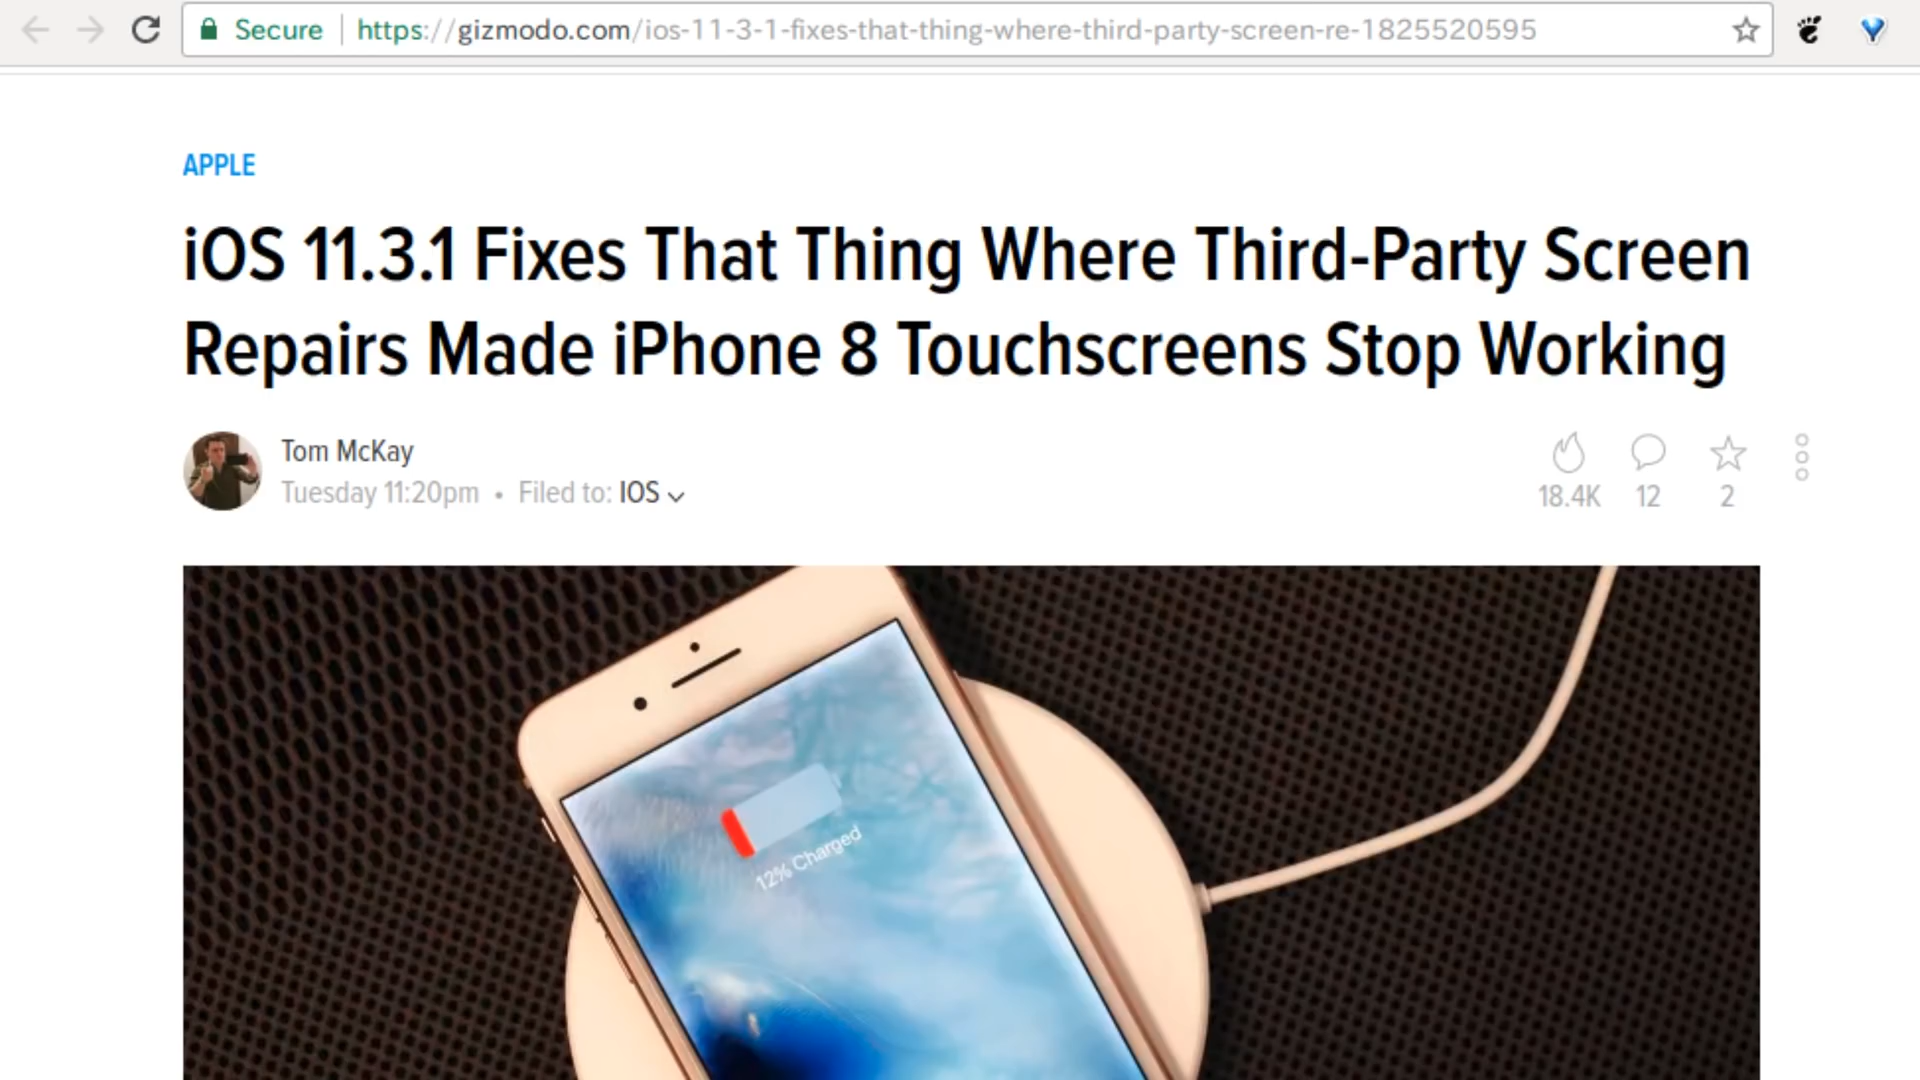 Secure https://gizmodo.com/ios-11-3-1-fixes-that-thing-where-third-party-screen-re-1825520595
APPLE
iOS 11.3.1 Fixes That Thing Where Third-Party Screen
Repairs Made iPhone 8 Touchscreens Stop Working
Tom McKay
Tuesday 11:20pm • Filed to: IOS
18.4K 12 2
12% Charged